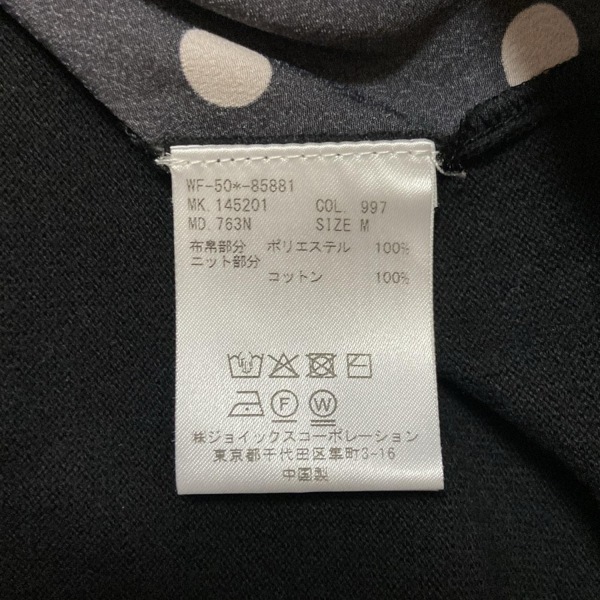 WF-50*-85881
MK. 145201 COL. 997
MD. 763N SIZE M
布帛部分 ポリエステル 100%
ニット部分
コットン 100%
F W
㈱ジョイックスコーポレーション
東京都千代田区隼町3-16
中国製